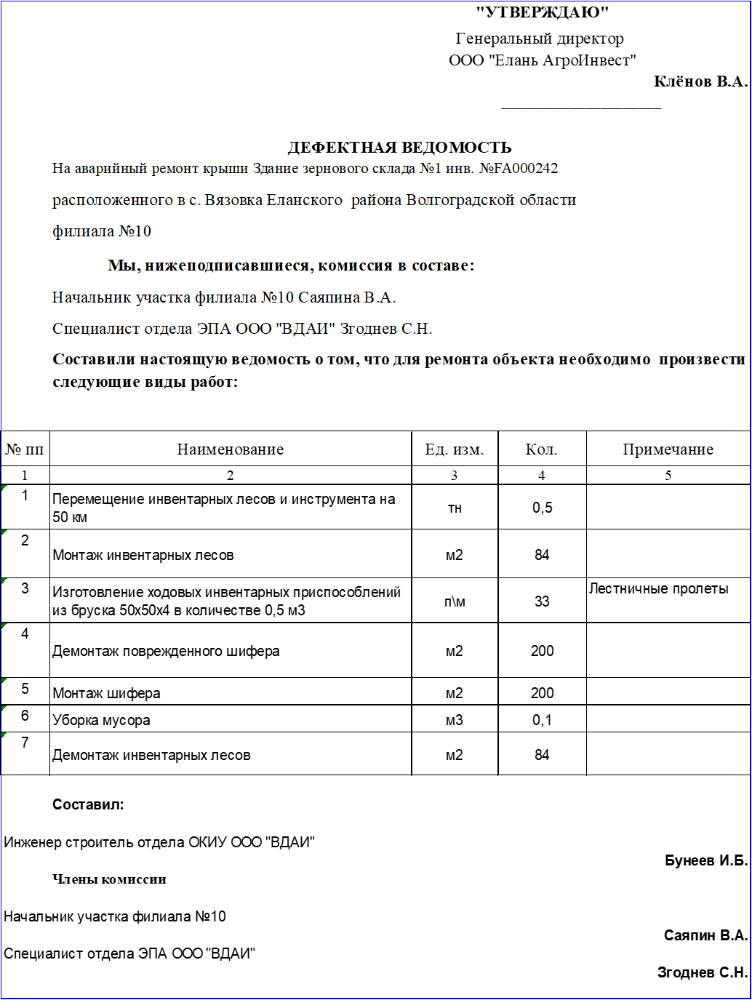 "УТВЕРЖДАЮ"
Генеральный директор
ООО "Елань АгроИнвест"
Клёнов В.А.
____________________
ДЕФЕКТНАЯ ВЕДОМОСТЬ
На аварийный ремонт крыши Здание зернового склада №1 инв. №FA000242
расположенного в с. Вязовка Еланского  района Волгоградской области
филиала №10
Мы, нижеподписавшиеся, комиссия в составе:
Начальник участка филиала №10 Саяпина В.А.
Специалист отдела ЭПА ООО "ВДАИ" Згоднев С.Н.
Составили настоящую ведомость о том, что для ремонта объекта необходимо  произвести
следующие виды работ:
№ пп Наименование Ед. изм. Кол. Примечание
1 2 3 4 5
1 Перемещение инвентарных лесов и инструмента на
50 км тн 0,5
2 Монтаж инвентарных лесов м2 84
3 Изготовление ходовых инвентарных приспособлений
из бруска 50х50х4 в количестве 0,5 м3 п\м 33 Лестничные пролеты
4 Демонтаж поврежденного шифера м2 200
5 Монтаж шифера м2 200
6 Уборка мусора м3 0,1
7 Демонтаж инвентарных лесов м2 84
Составил:
Инженер строитель отдела ОКИУ ООО "ВДАИ"
Бунеев И.Б.
Члены комиссии
Начальник участка филиала №10
Саяпин В.А.
Специалист отдела ЭПА ООО "ВДАИ"
Згоднев С.Н.